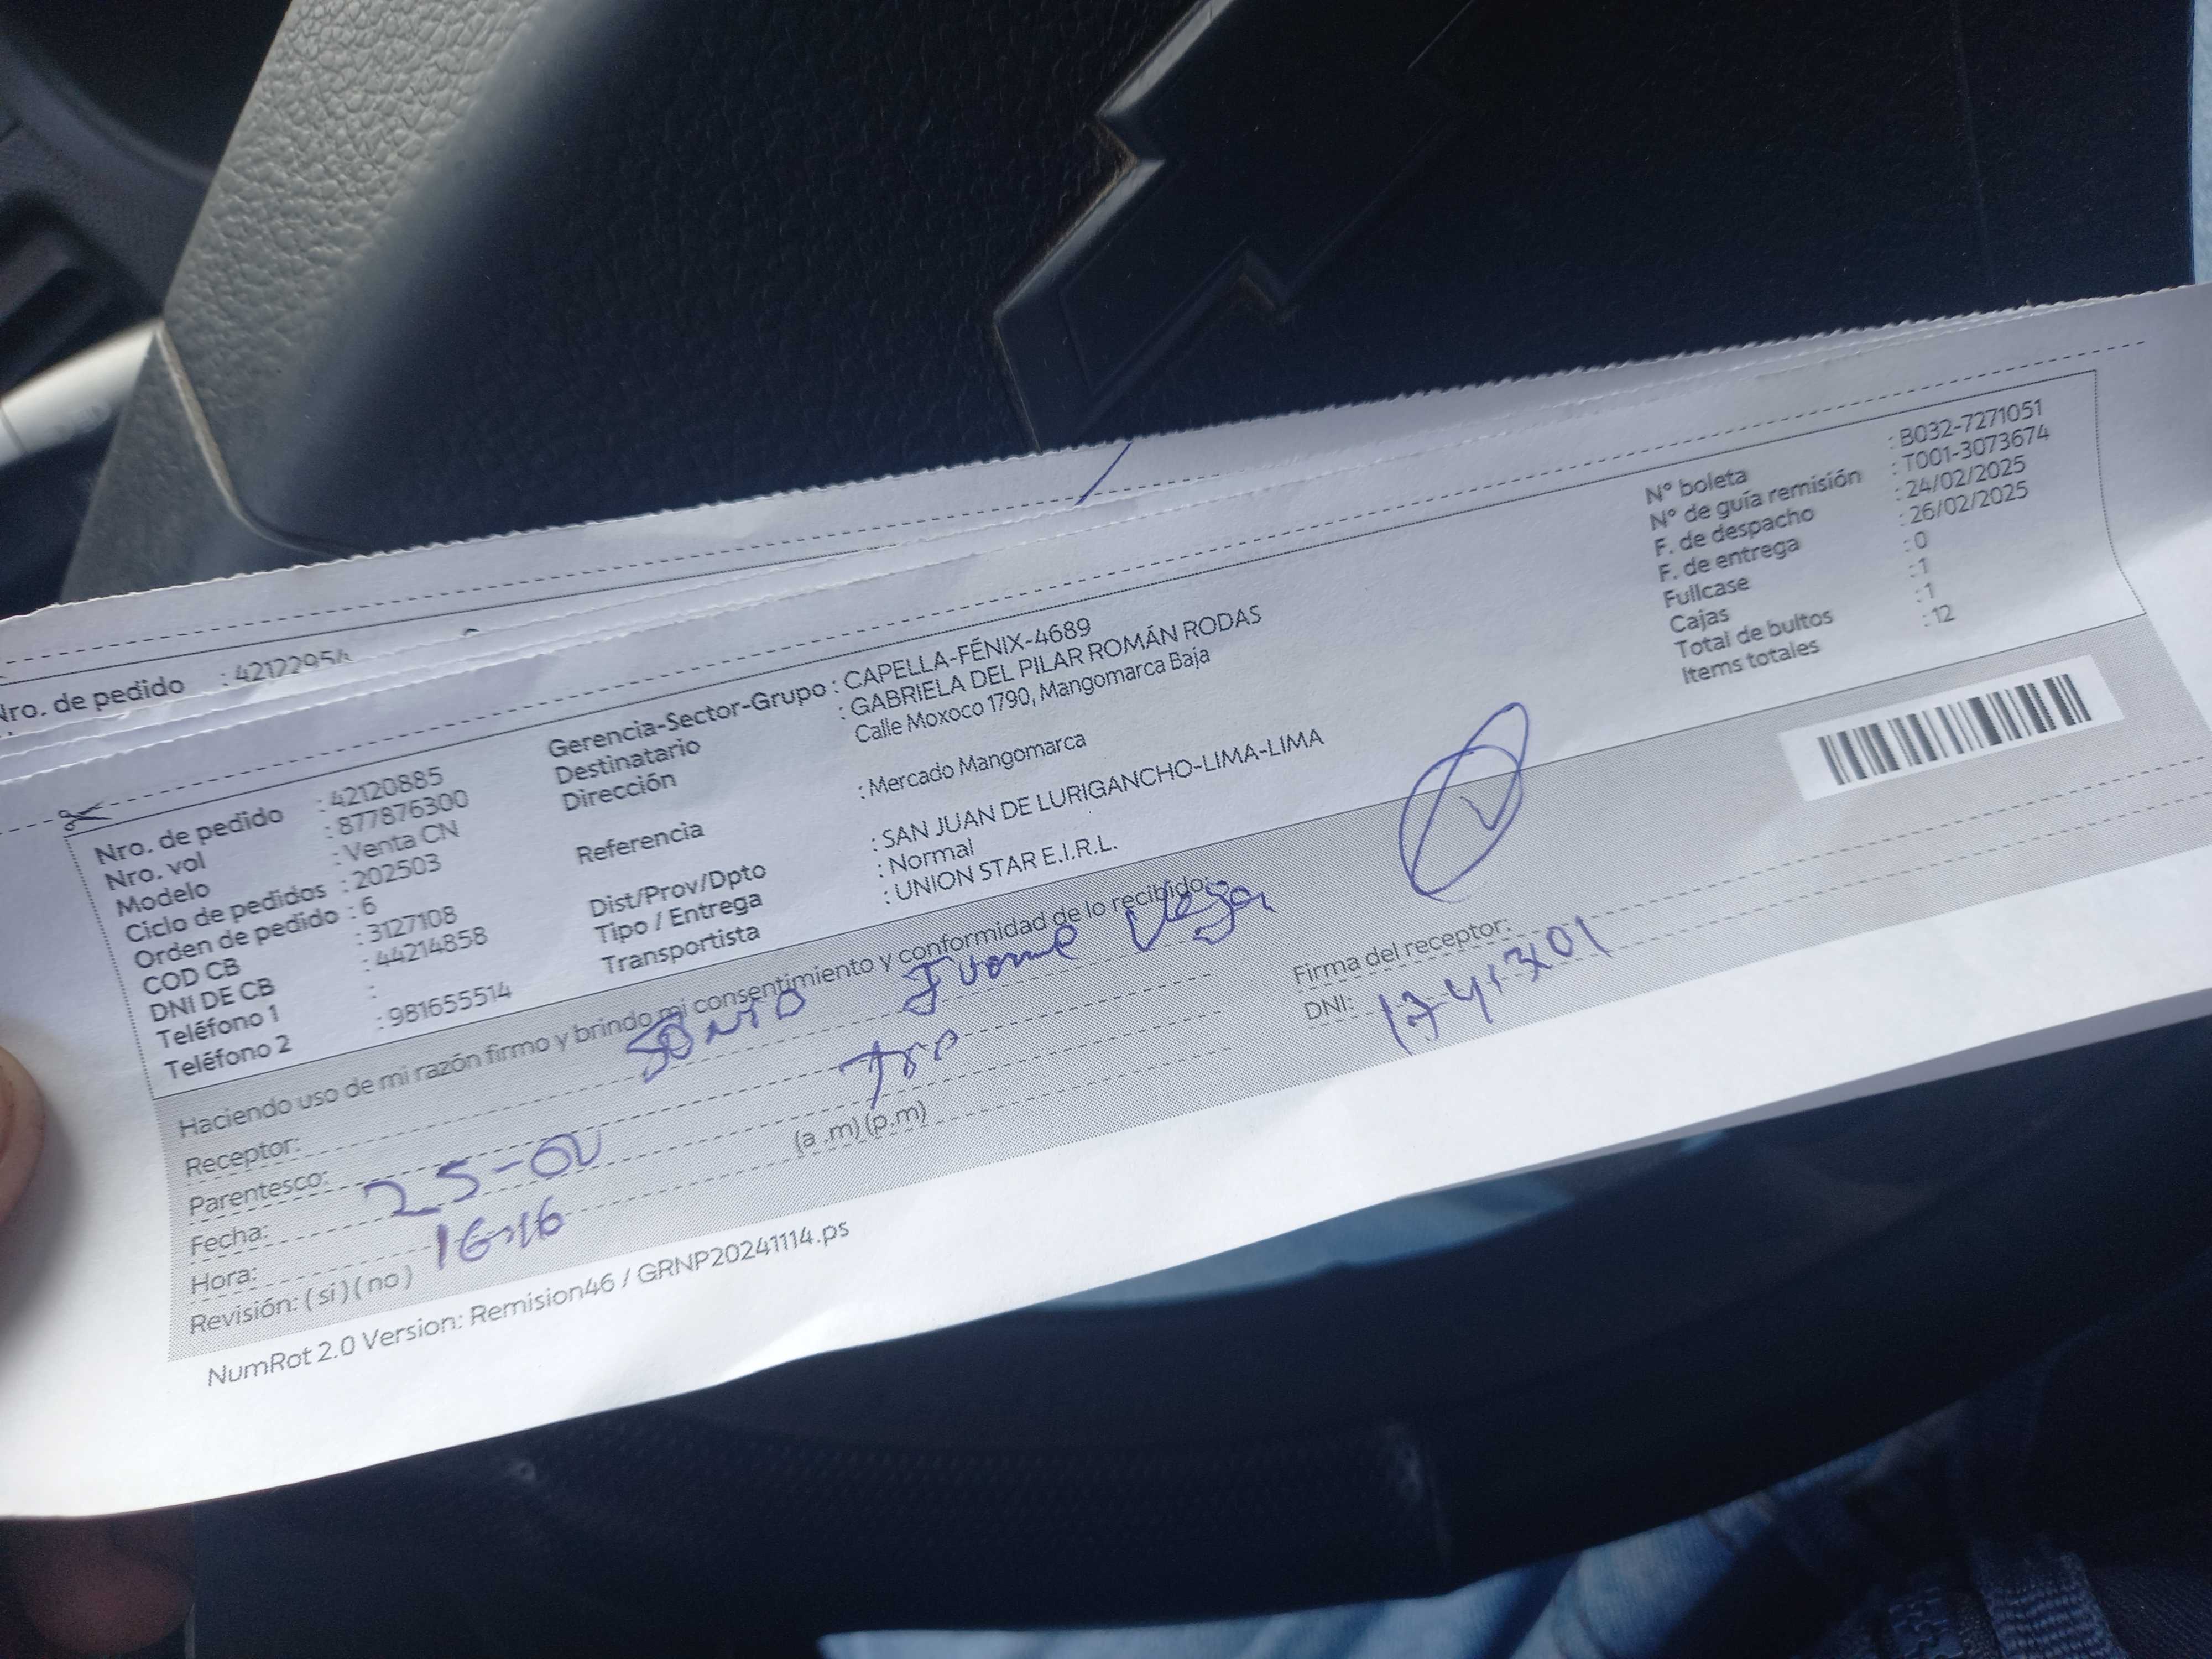 Nro. de pedido : 42122954
Nro. de pedido : 42120885
Nro. vol : 877876300
Modelo : Venta CN
Ciclo de pedidos : 202503
Orden de pedido : 6
COD CB : 3127108
DNI DE CB : 44214858
Teléfono 1 :
Teléfono 2 : 981655514
Gerencia-Sector-Grupo : CAPELLA-FÉNIX-4689
Destinatario : GABRIELA DEL PILAR ROMÁN RODAS
Dirección Calle Moxoco 1790, Mangomarca Baja
Referencia : Mercado Mangomarca
Dist/Prov/Dpto : SAN JUAN DE LURIGANCHO-LIMA-LIMA
Tipo / Entrega : Normal
Transportista : UNION STAR E.I.R.L.
N° boleta : B032-7271051
N° de guía remisión : T001-3073674
F. de despacho : 24/02/2025
F. de entrega : 26/02/2025
Fullcase : 0
Cajas : 1
Total de bultos : 1
Items totales : 12
Haciendo uso de mi razón firmo y brindo mi consentimiento y conformidad de lo recibido:
Receptor: Vega
Parentesco:
Fecha: 25-02
Hora: 16:16 (a .m) (p.m)
Revisión: ( si ) ( no )
Firma del receptor:
DNI:
NumRot 2.0 Version: Remision46 / GRNP20241114.ps